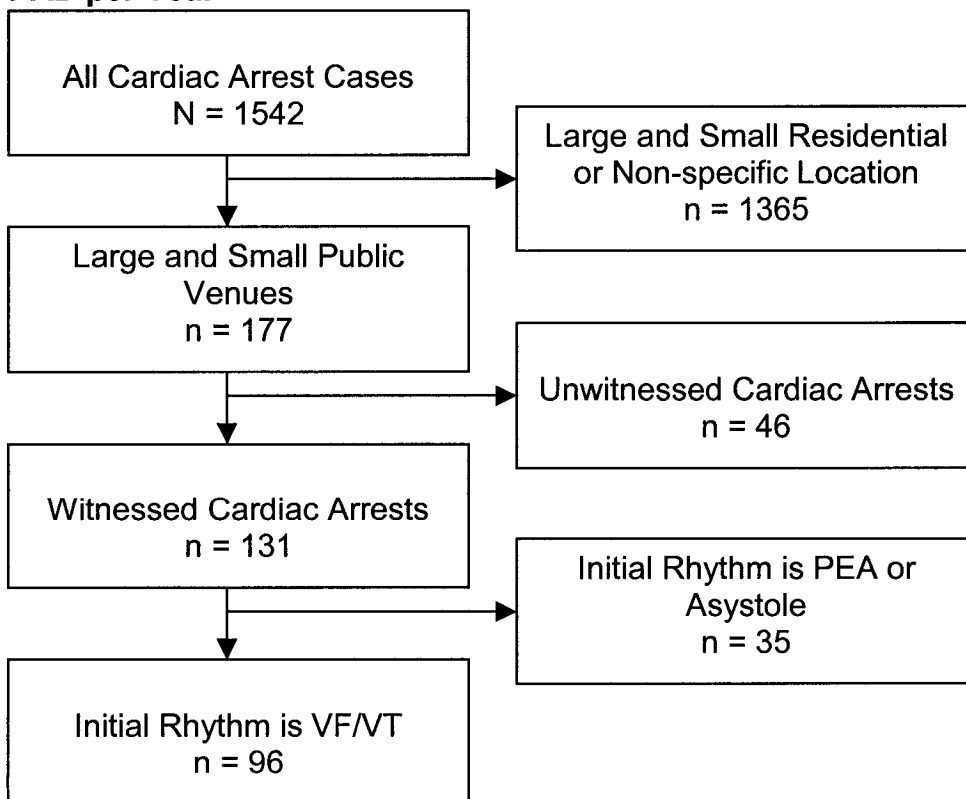 All Cardiac Arrest Cases
N = 1542
Large and Small Residential
or Non-specific Location
n = 1365
Large and Small Public
Venues
n = 177
Unwitnessed Cardiac Arrests
n = 46
Witnessed Cardiac Arrests
n = 131
Initial Rhythm is PEA or
Asystole
n = 35
Initial Rhythm is VF/VT
n = 96